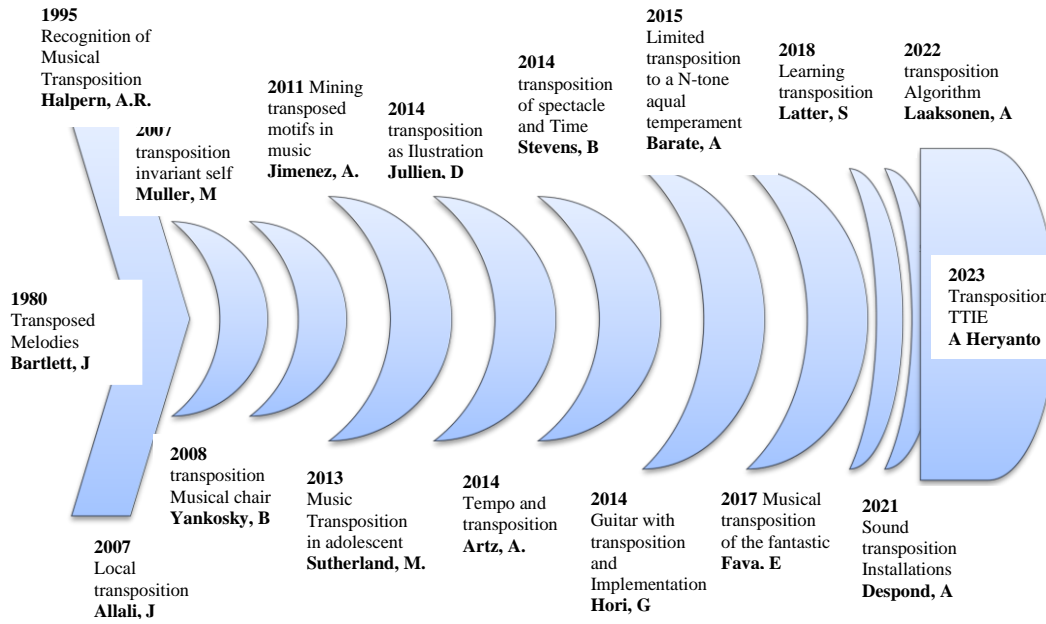 1995
Recognition of
Musical
Transposition
Halpern, A.R.
2007
transposition
invariant self
Muller, M
2011 Mining
transposed
motifs in
music
Jimenez, A.
2014
transposition
as Ilustration
Jullien, D
2014
transposition
of spectacle
and Time
Stevens, B
2015
Limited
transposition
to a N-tone
aqual
temperament
Barate, A
2018
Learning
transposition
Latter, S
2022
transposition
Algorithm
Laaksonen, A
1980
Transposed
Melodies
Bartlett, J
2023
Transposition
TTIE
A Heryanto
2007
Local
transposition
Allali, J
2008
transposition
Musical chair
Yankosky, B
2013
Music
Transposition
in adolescent
Sutherland, M.
2014
Tempo and
transposition
Artz, A.
2014
Guitar with
transposition
and
Implementation
Hori, G
2017 Musical
transposition
of the fantastic
Fava. E
2021
Sound
transposition
Installations
Despond, A